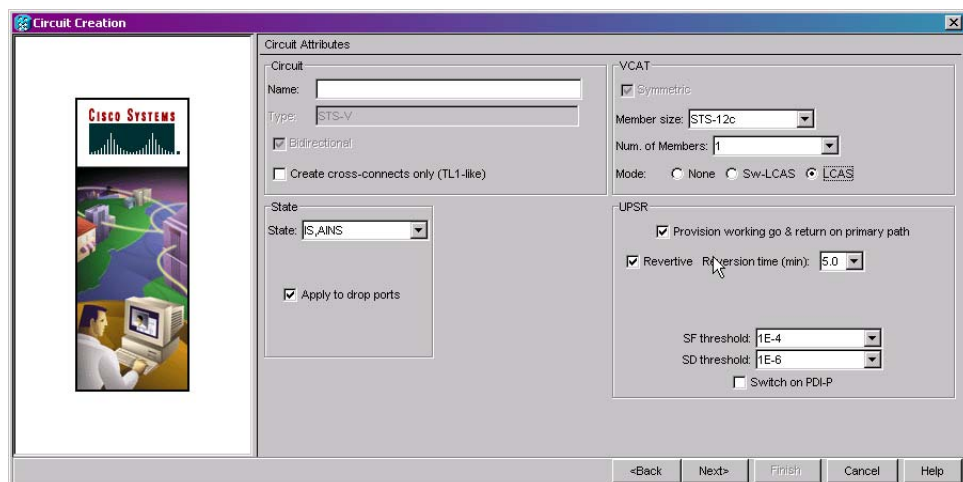 Circuit Creation
CISCO SYSTEMS
Circuit Attributes
Circuit
Name:
Type: STS-V
Bidirectional
Create cross-connects only (TL1-like)
State
State: IS,AINS
Apply to drop ports
VCAT
Symmetric
Member size: STS-12c
Num. of Members: 1
Mode: None Sw-LCAS LCAS
UPSR
Provision working go & return on primary path
Revertive Reversion time (min): 5.0
SF threshold: 1E-4
SD threshold: 1E-6
Switch on PDI-P
<Back Next> Finish Cancel Help